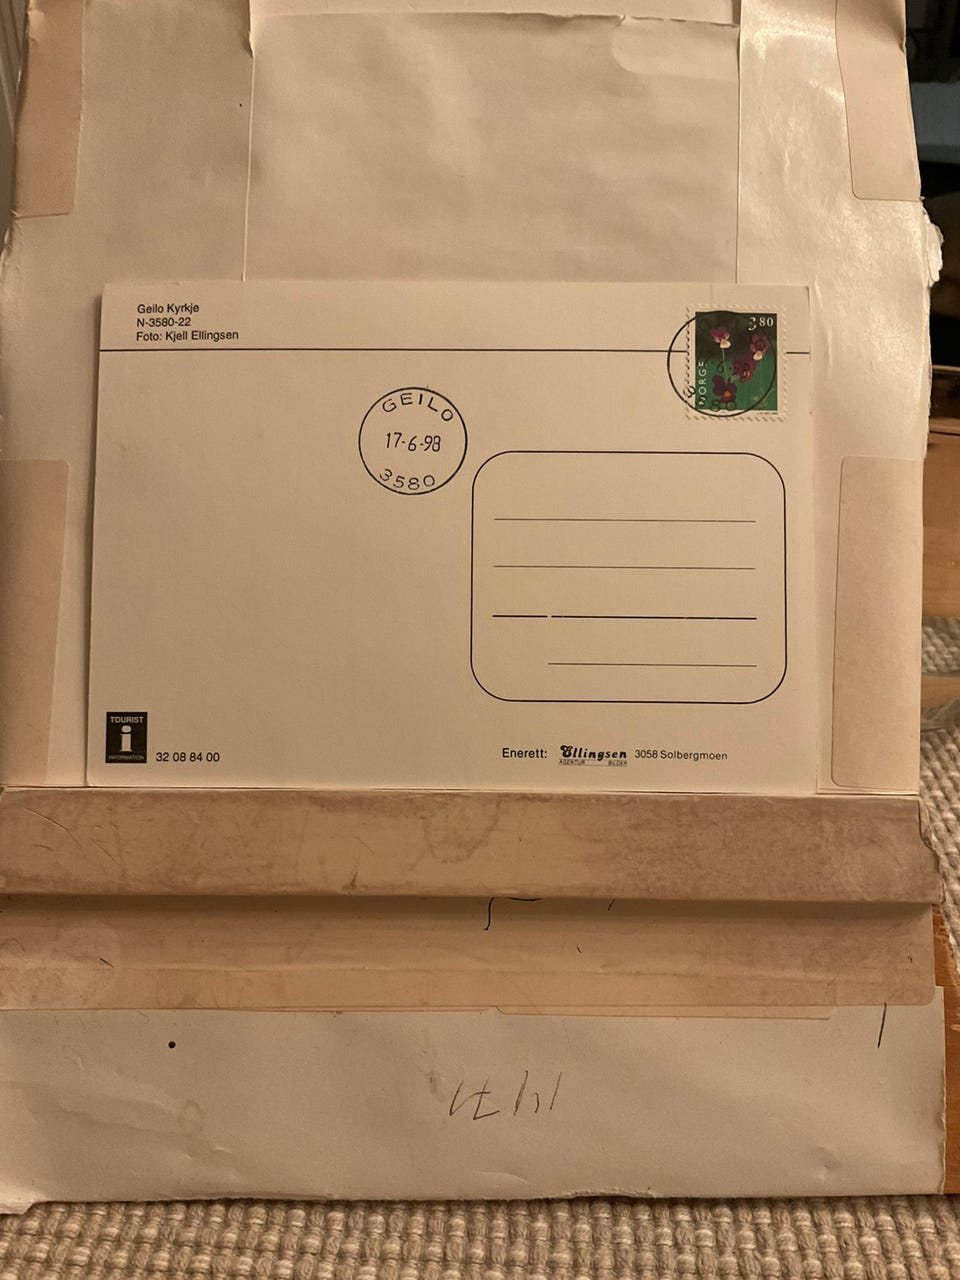 Geilo Kyrkje
N-3580-22
Foto: Kjell Ellingsen
3 80
NORGE
GEILO
17-6-98
3580
TOURIST
i
INFORMATION
32 08 84 00
Enerett: Ellingsen 3058 Solbergmoen
AGENTUR BILDER